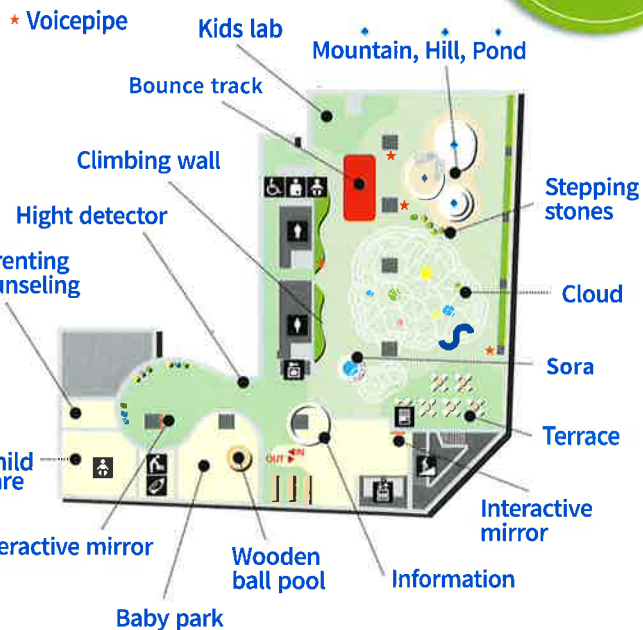 ★ Voicepipe
Kids lab
Mountain, Hill, Pond
Bounce track
Climbing wall
Stepping
stones
Hight detector
renting
unseling
Cloud
Sora
Terrace
IN
OUT
hild
are
Interactive
mirror
eractive mirror
Wooden
ball pool
Information
Baby park